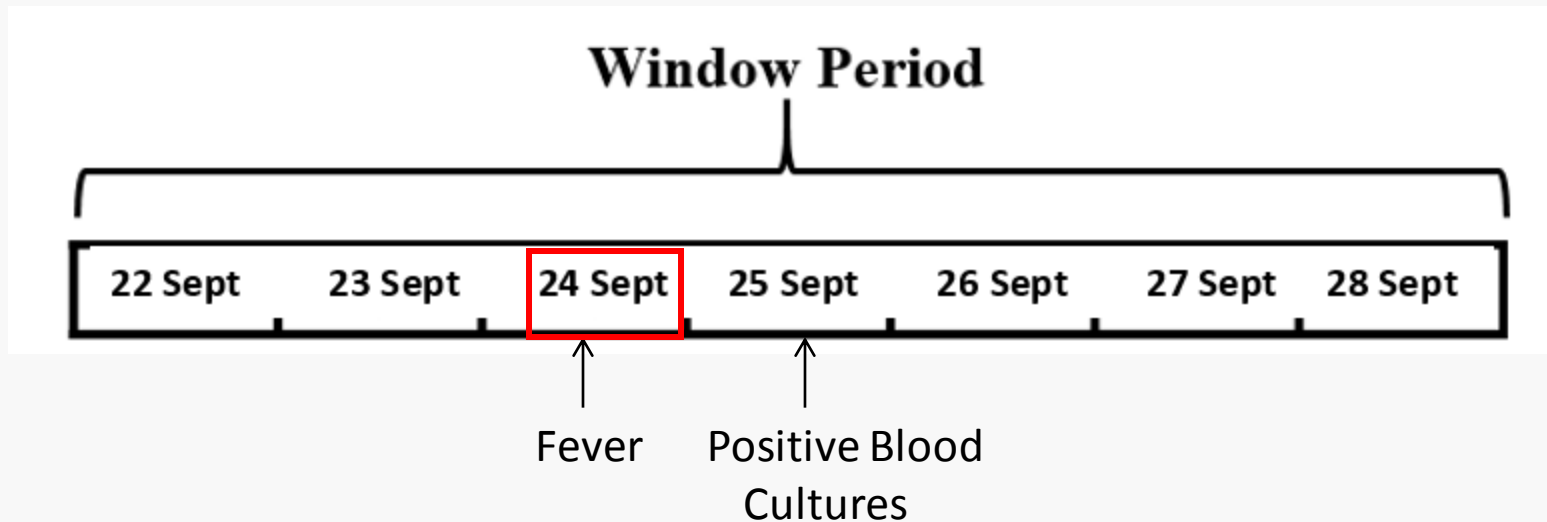 Window Period
22 Sept 23 Sept 24 Sept 25 Sept 26 Sept 27 Sept 28 Sept
Fever
Positive Blood
Cultures